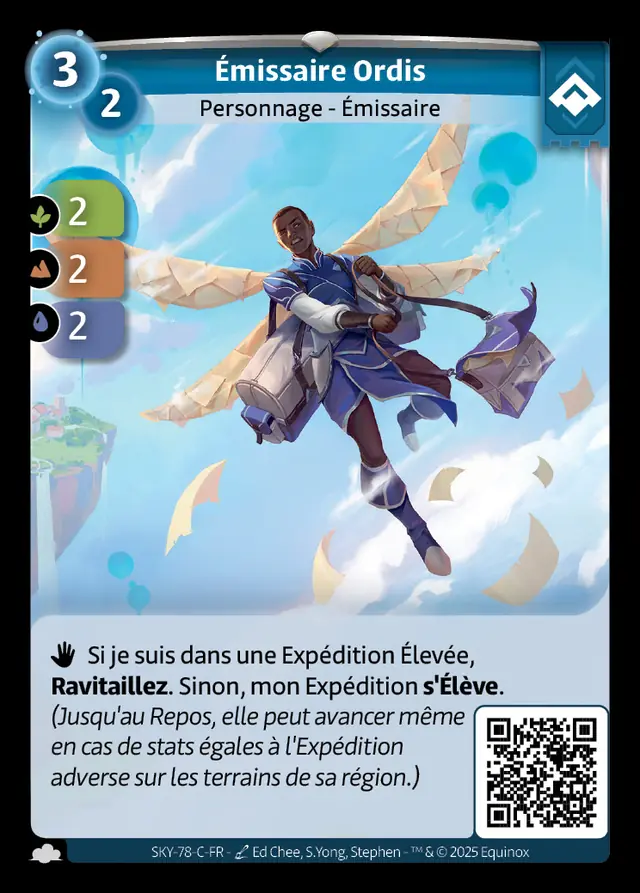 3
Émissaire Ordis
2
Personnage - Émissaire
2
2
2
Si je suis dans une Expédition Élevée,
Ravitaillez. Sinon, mon Expédition s'Élève.
(Jusqu'au Repos, elle peut avancer même
en cas de stats égales à l'Expédition
adverse sur les terrains de sa région.)
SKY-78-C-FR - Ed Chee, S.Yong, Stephen - ™ & © 2025 Equinox